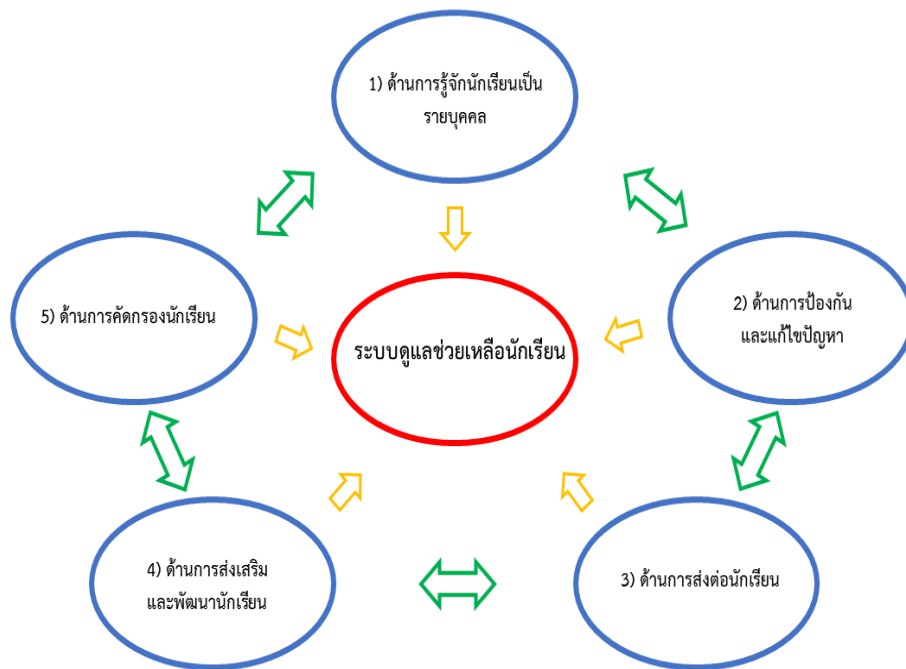 1) ด้านการรู้จักนักเรียนเป็น
รายบุคคล
2) ด้านการป้องกัน
และแก้ไขปัญหา
5) ด้านการคัดกรองนักเรียน
ระบบดูแลช่วยเหลือนักเรียน
4) ด้านการส่งเสริม
และพัฒนานักเรียน
3) ด้านการส่งต่อนักเรียน